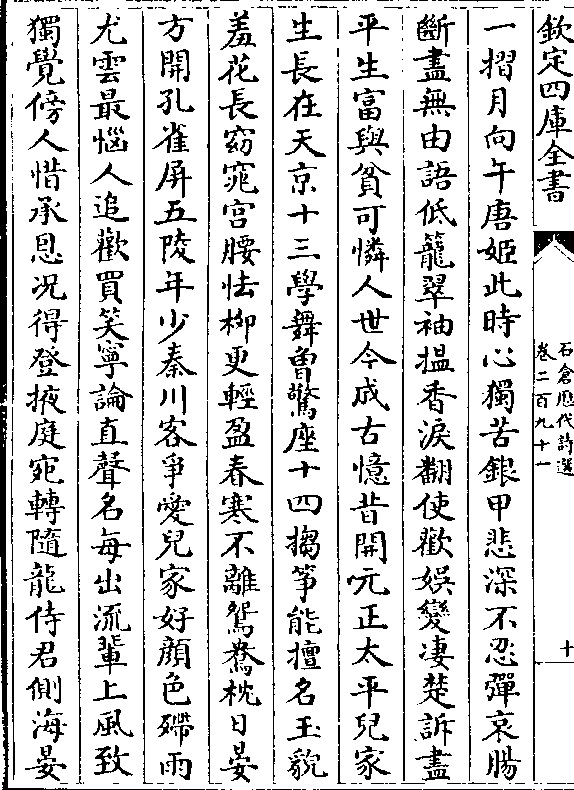 欽定四庫全書
石倉歷代詩選
卷二百九十一
十
一摺月向午唐姬此時心獨苦銀甲悲深不忍彈哀腸
斷盡無由語低籠翠袖揾香淚翻使歡娛變凄楚訴盡
平生富與貧可憐人世今成古憶昔開元正太平兒家
生長在天京十三學舞曽驚座十四搊筝能擅名玉貌
羞花長窈窕宫腰怯柳更輕盈春寒不離鴛鴦枕日晏
方開孔雀屏五陵年少秦川客爭愛兒家好顔色殢雨
尤雲最惱人追歡買笑寧論直聲名每出流輩上風致
獨覺傍人惜承恩况得登掖庭宛轉隨龍侍君側海晏